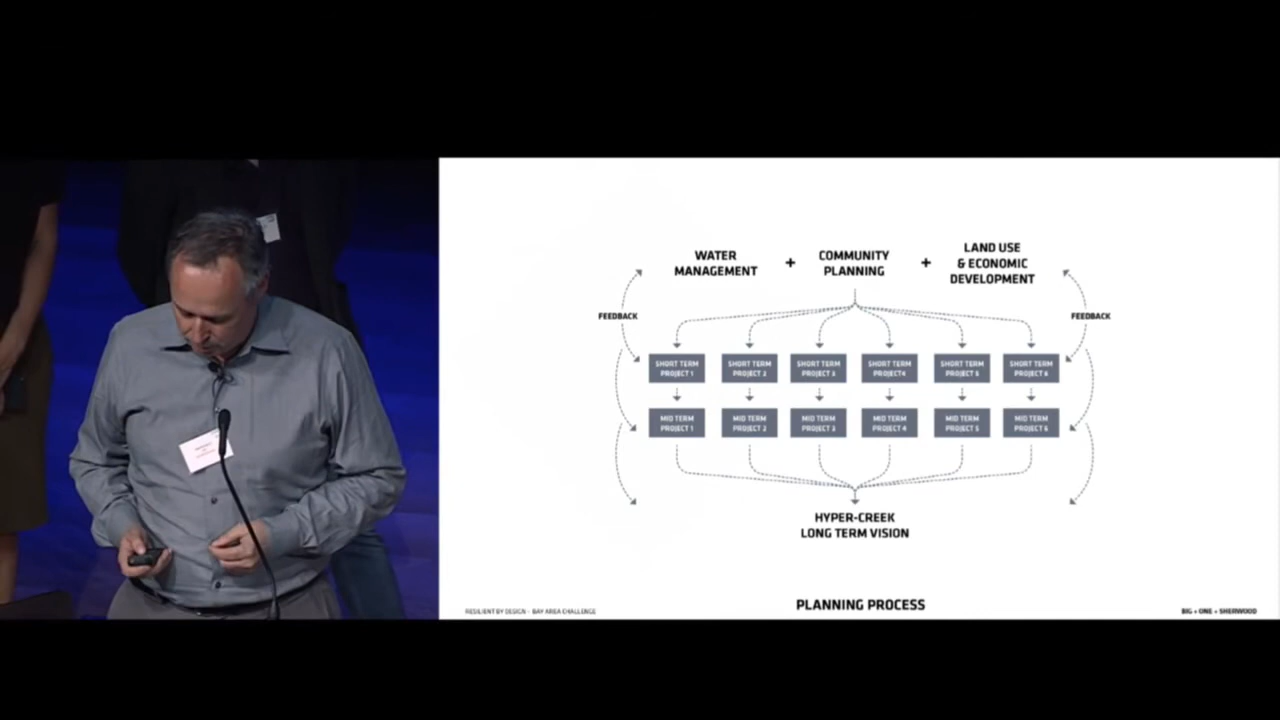 WATER
MANAGEMENT
+
COMMUNITY
PLANNING
+
LAND USE
& ECONOMIC
DEVELOPMENT
FEEDBACK
FEEDBACK
SHORT TERM
PROJECT 1
SHORT TERM
PROJECT 2
SHORT TERM
PROJECT 3
SHORT TERM
PROJECT 4
SHORT TERM
PROJECT 5
SHORT TERM
PROJECT 6
MID TERM
PROJECT 1
MID TERM
PROJECT 2
MID TERM
PROJECT 3
MID TERM
PROJECT 4
MID TERM
PROJECT 5
MID TERM
PROJECT 6
HYPER-CREEK
LONG TERM VISION
PLANNING PROCESS
RESILIENT BY DESIGN - BAY AREA CHALLENGE
BIG + ONE + SHERWOOD